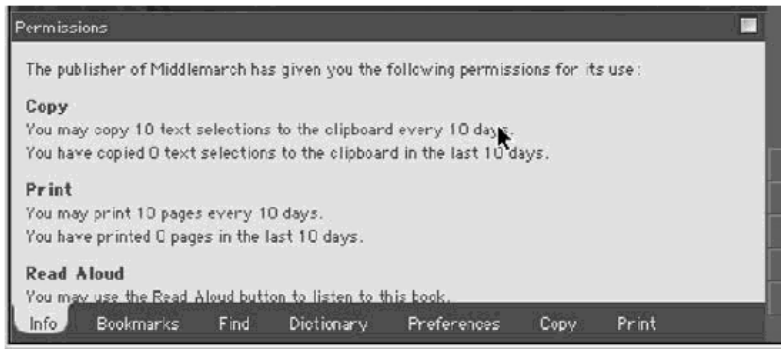 Permissions
The publisher of Middlemarch has given you the following permissions for its use:
Copy
You may copy 10 text selections to the clipboard every 10 days.
You have copied 0 text selections to the clipboard in the last 10 days.
Print
You may print 10 pages every 10 days.
You have printed 0 pages in the last 10 days.
Read Aloud
You may use the Read Aloud button to listen to this book.
Info Bookmarks Find Dictionary Preferences Copy Print